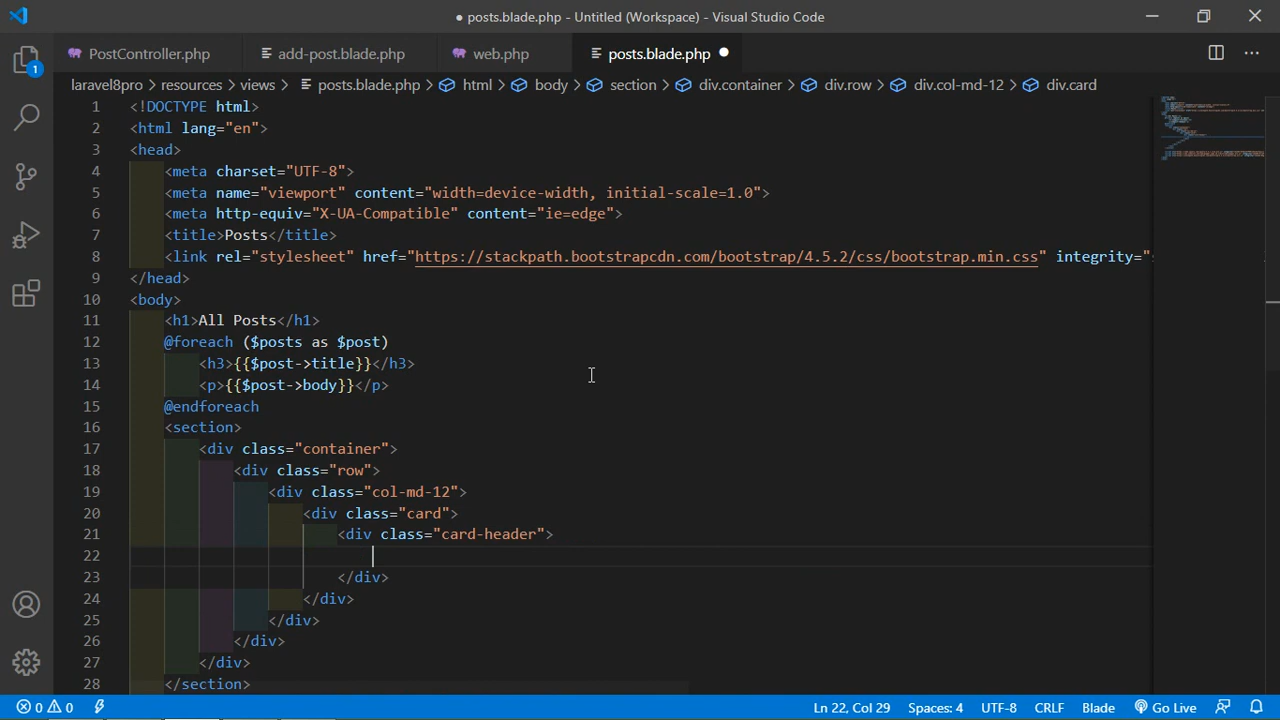 posts.blade.php - Untitled (Workspace) - Visual Studio Code
PostController.php add-post.blade.php web.php posts.blade.php
laravel8pro > resources > views > posts.blade.php > html > body > section > div.container > div.row > div.col-md-12 > div.card
1 <!DOCTYPE html>
2 <html lang="en">
3 <head>
4 <meta charset="UTF-8">
5 <meta name="viewport" content="width=device-width, initial-scale=1.0">
6 <meta http-equiv="X-UA-Compatible" content="ie=edge">
7 <title>Posts</title>
8 <link rel="stylesheet" href="https://stackpath.bootstrapcdn.com/bootstrap/4.5.2/css/bootstrap.min.css" integrity="
9 </head>
10 <body>
11 <h1>All Posts</h1>
12 @foreach ($posts as $post)
13 <h3>{{$post->title}}</h3>
14 <p>{{$post->body}}</p>
15 @endforeach
16 <section>
17 <div class="container">
18 <div class="row">
19 <div class="col-md-12">
20 <div class="card">
21 <div class="card-header">
22
23 </div>
24 </div>
25 </div>
26 </div>
27 </div>
28 </section>
1
0 0 Ln 22, Col 29 Spaces: 4 UTF-8 CRLF Blade Go Live